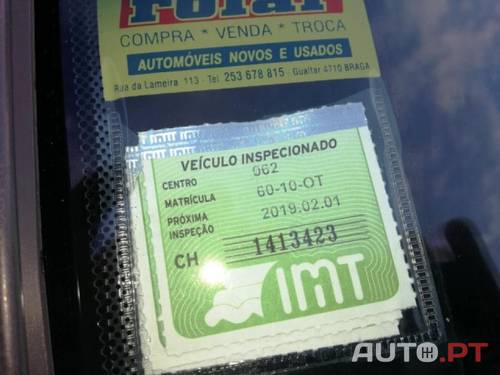 Polar
COMPRA * VENDA * TROCA
AUTOMÓVEIS NOVOS E USADOS
Rua da Lameira 113 - Tel 253 678 815 - Gualtar 4710 BRAGA
VEÍCULO INSPECIONADO
CENTRO 062
MATRÍCULA 60-10-OT
PRÓXIMA INSPEÇÃO 2019.02.01
CH 1413423
IMT
AUTO.PT